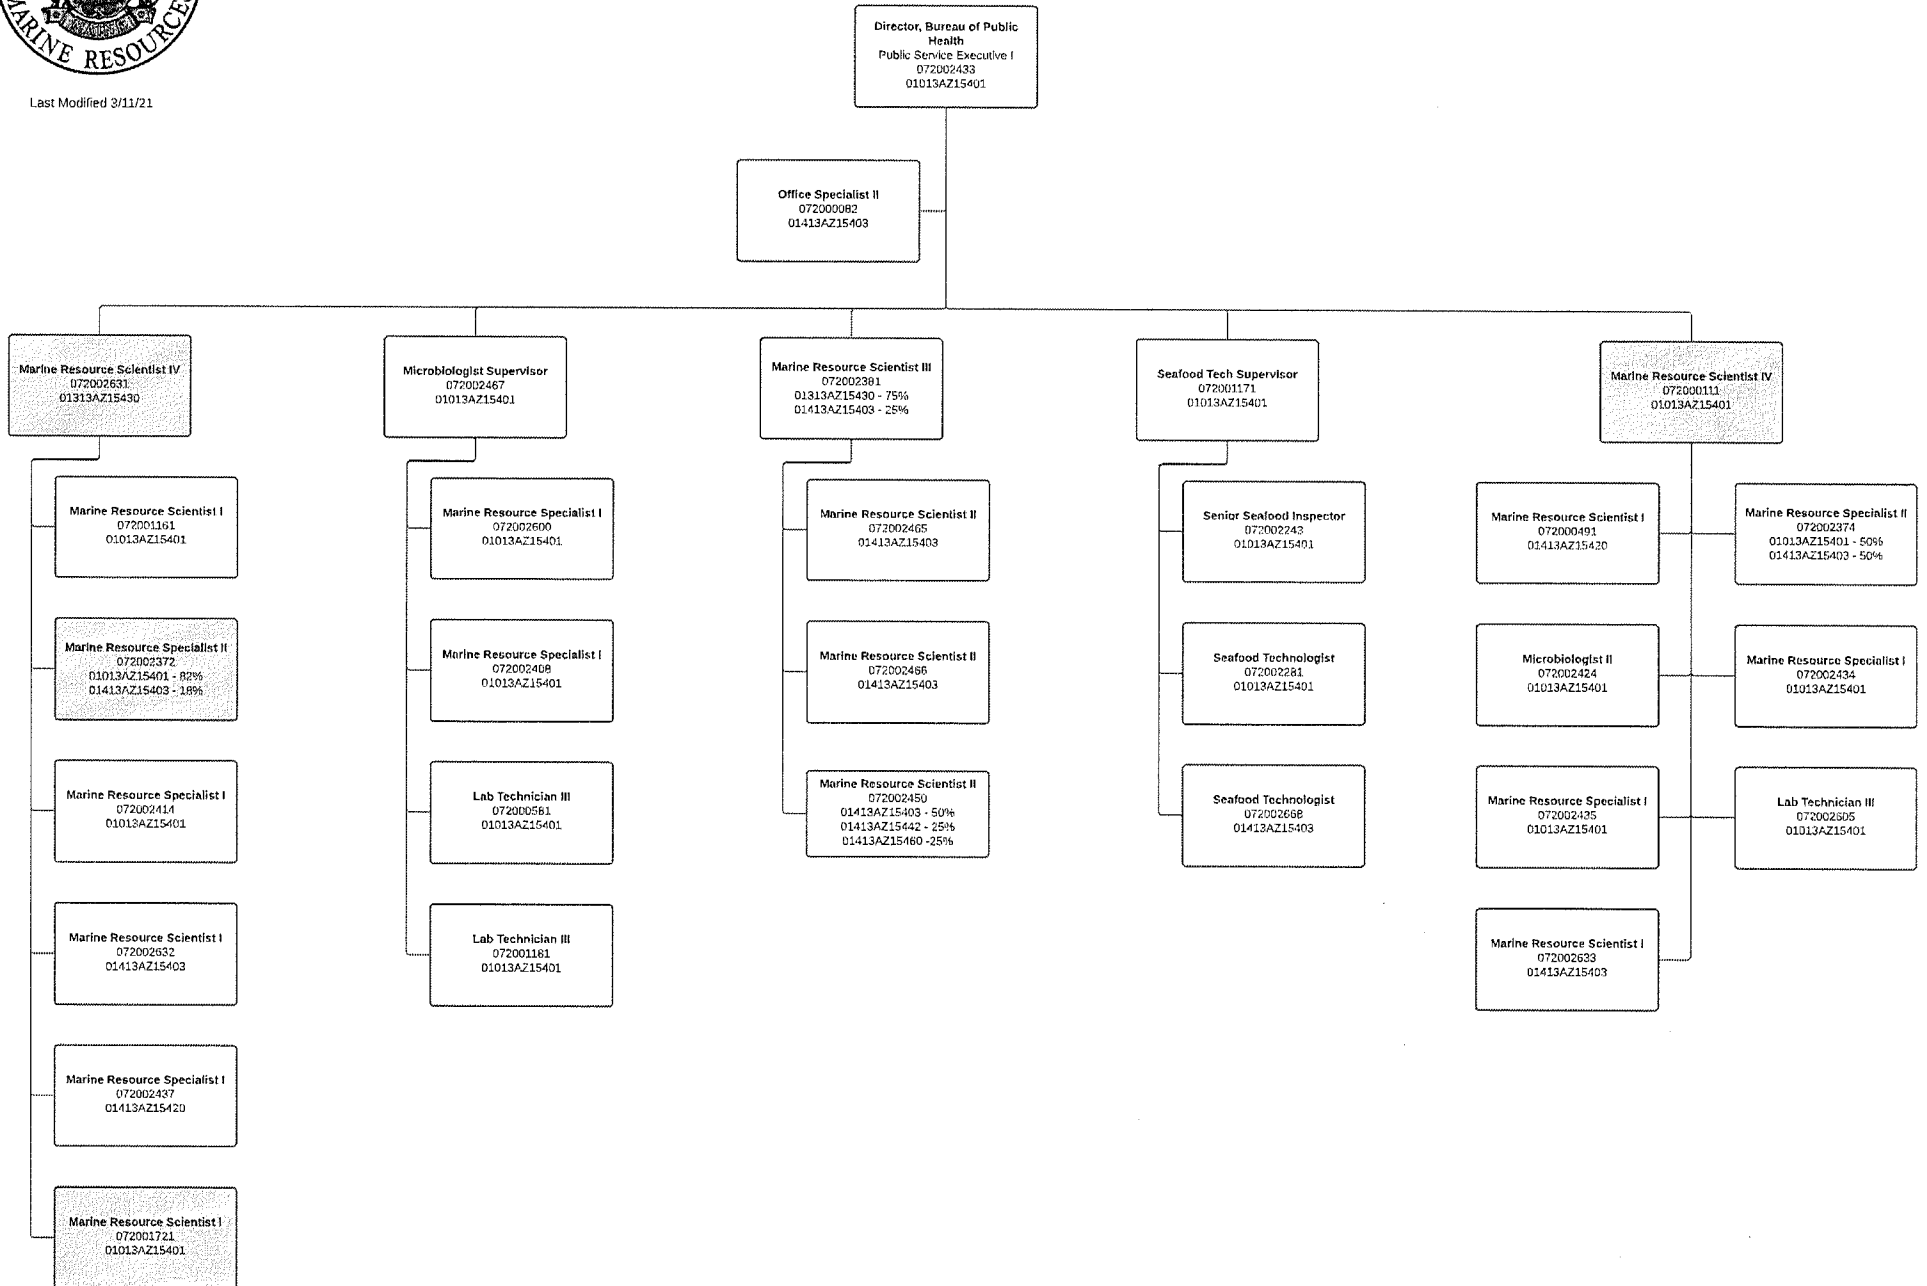 MARINE RESOURCES
Last Modified 3/11/21
Director, Bureau of Public
Health
Public Service Executive I
072002433
01013AZ15401
Office Specialist II
072000082
01413AZ15403
Marine Resource Scientist IV
072002631
01313AZ15430
Microbiologist Supervisor
072002467
01013AZ15401
Marine Resource Scientist III
072002381
01313AZ15430 - 75%
01413AZ15403 - 25%
Seafood Tech Supervisor
072001171
01013AZ15401
Marine Resource Scientist IV
072000111
01013AZ15401
Marine Resource Scientist I
072001161
01013AZ15401
Marine Resource Specialist II
072002372
01013AZ15401 - 82%
01413AZ15403 - 18%
Marine Resource Specialist I
072002414
01013AZ15401
Marine Resource Scientist I
072002632
01413AZ15403
Marine Resource Specialist I
072002437
01413AZ15420
Marine Resource Scientist I
072001721
01013AZ15401
Marine Resource Specialist I
072002600
01013AZ15401
Marine Resource Specialist I
072002408
01013AZ15401
Lab Technician III
072000581
01013AZ15401
Lab Technician III
072001181
01013AZ15401
Marine Resource Scientist II
072002465
01413AZ15403
Marine Resource Scientist II
072002466
01413AZ15403
Marine Resource Scientist II
072002450
01413AZ15403 - 50%
01413AZ15442 - 25%
01413AZ15460 -25%
Senior Seafood Inspector
072002243
01013AZ15401
Seafood Technologist
072002281
01013AZ15401
Seafood Technologist
072002668
01413AZ15403
Marine Resource Scientist I
072000491
01413AZ15420
Microbiologist II
072002424
01013AZ15401
Marine Resource Specialist I
072002435
01013AZ15401
Marine Resource Scientist I
072002633
01413AZ15403
Marine Resource Specialist II
072002374
01013AZ15401 - 50%
01413AZ15403 - 50%
Marine Resource Specialist I
072002434
01013AZ15401
Lab Technician III
072002605
01013AZ15401